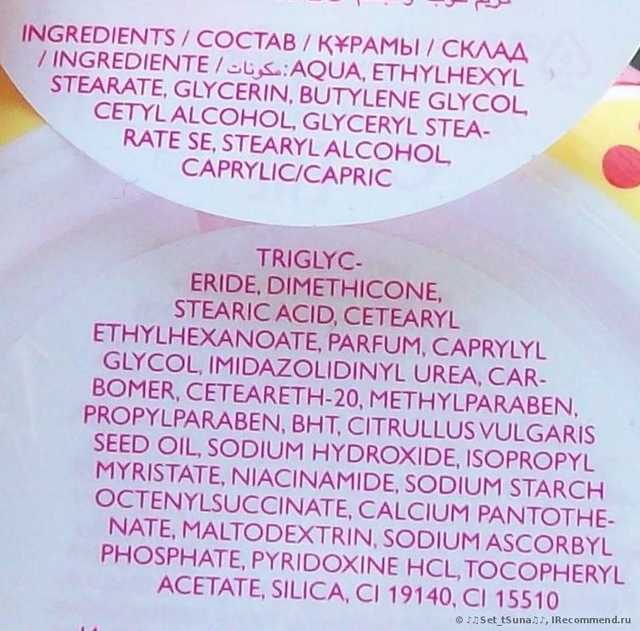 INGREDIENTS / СОСТАВ / ҚҰРАМЫ / СКЛАД
/ INGREDIENTE / مكونات: AQUA, ETHYLHEXYL
STEARATE, GLYCERIN, BUTYLENE GLYCOL,
CETYL ALCOHOL, GLYCERYL STEA-
RATE SE, STEARYL ALCOHOL,
CAPRYLIC/CAPRIC
TRIGLYC-
ERIDE, DIMETHICONE,
STEARIC ACID, CETEARYL
ETHYLHEXANOATE, PARFUM, CAPRYLYL
GLYCOL, IMIDAZOLIDINYL UREA, CAR-
BOMER, CETEARETH-20, METHYLPARABEN,
PROPYLPARABEN, BHT, CITRULLUS VULGARIS
SEED OIL, SODIUM HYDROXIDE, ISOPROPYL
MYRISTATE, NIACINAMIDE, SODIUM STARCH
OCTENYLSUCCINATE, CALCIUM PANTOTHE-
NATE, MALTODEXTRIN, SODIUM ASCORBYL
PHOSPHATE, PYRIDOXINE HCL, TOCOPHERYL
ACETATE, SILICA, CI 19140, CI 15510
© ♪♫Set_tSuna♫♪, IRecommend.ru